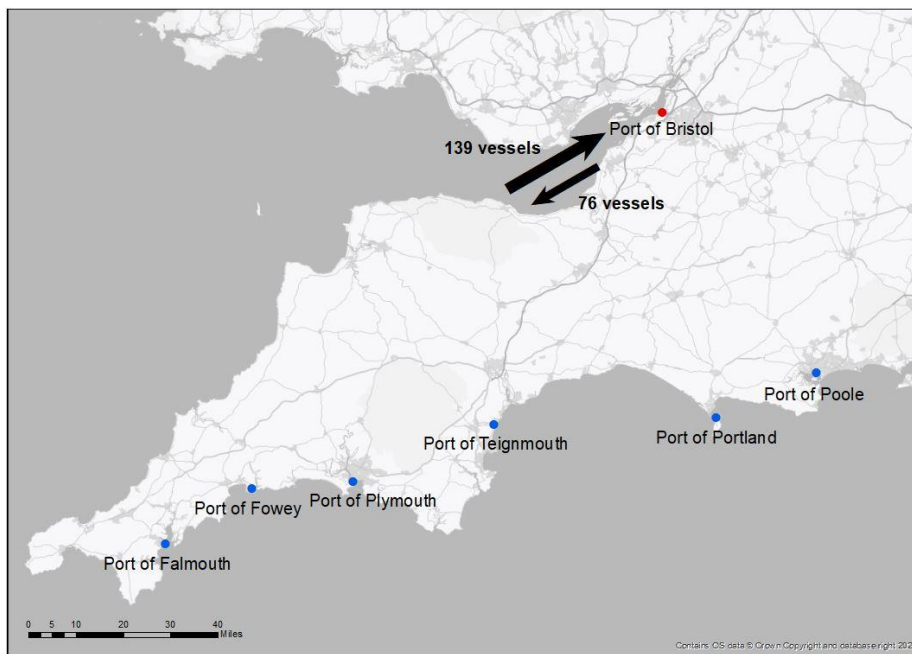 Port of Bristol
139 vessels
76 vessels
Port of Poole
Port of Portland
Port of Teignmouth
Port of Plymouth
Port of Fowey
Port of Falmouth
0 5 10 20 30 40
Miles
Contains OS data © Crown Copyright and database right